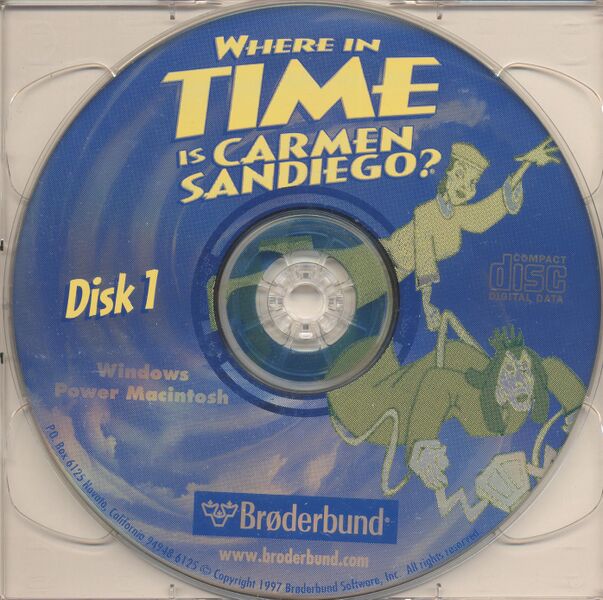 WHERE IN
TIME
IS CARMEN
SANDIEGO?
COMPACT
disc
DIGITAL DATA
Disk 1
Windows
Power Macintosh
Brøderbund®
www.broderbund.com
P.O. Box 6125 Novato, California 94948-6125 © Copyright 1997 Brøderbund Software, Inc All rights reserved